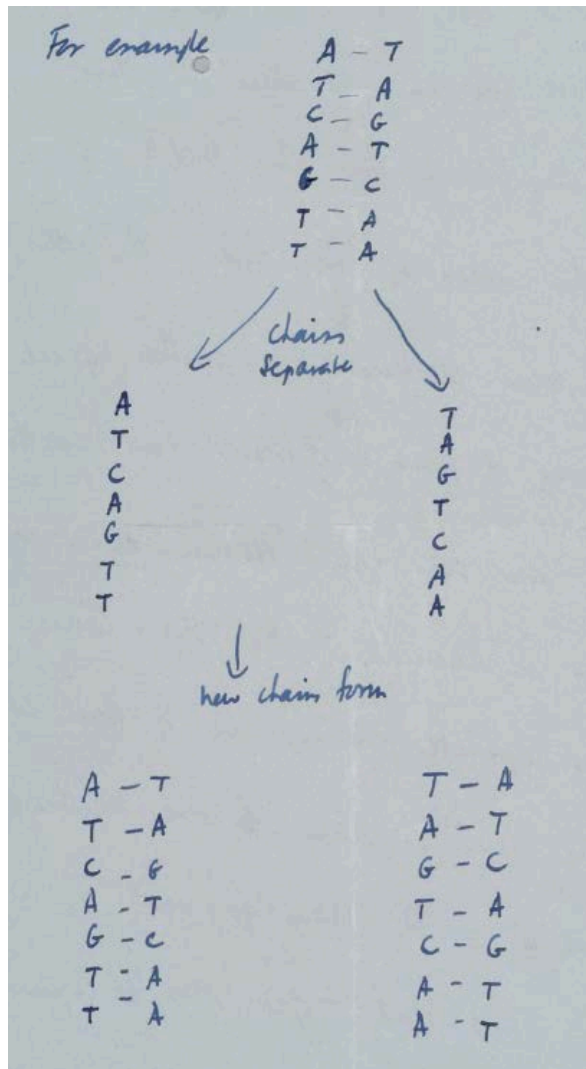 For example
A - T
T - A
C - G
A - T
G - C
T - A
T - A
chains
separate
A T
T A
C G
A T
G C
T A
T A
new chains form
A - T T - A
T - A A - T
C - G G - C
A - T T - A
G - C C - G
T - A A - T
T - A A - T